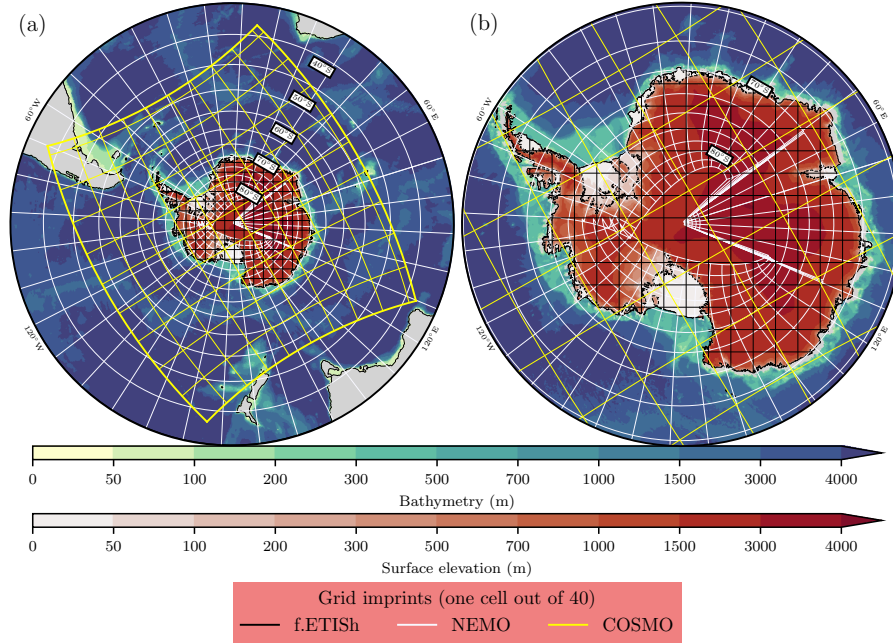 (a)
(b)
40°S
50°S
60°S
70°S
80°S
60°W
60°E
120°W
120°E
70°S
80°S
60°W
60°E
120°W
120°E
0 50 100 200 300 500 700 1000 1500 3000 4000
Bathymetry (m)
0 50 100 200 300 500 700 1000 1500 3000 4000
Surface elevation (m)
Grid imprints (one cell out of 40)
f.ETISh NEMO COSMO